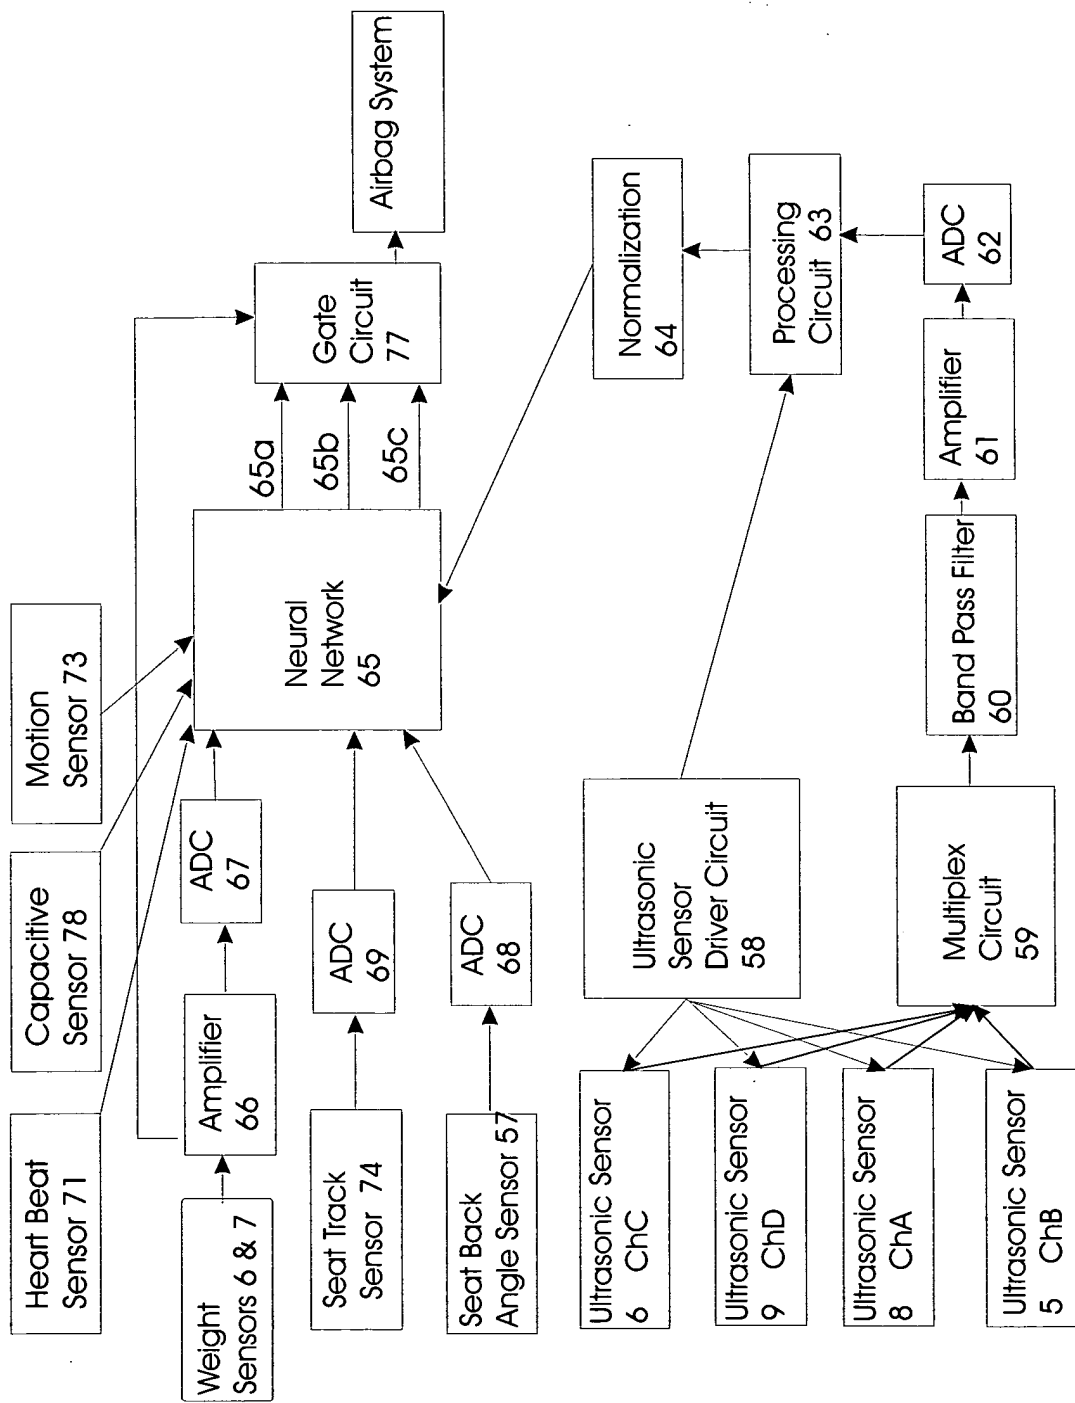 Heart Beat
Sensor 71
Capacitive
Sensor 78
Motion
Sensor 73
Weight
Sensors 6 & 7
Amplifier
66
ADC
67
Seat Track
Sensor 74
ADC
69
Seat Back
Angle Sensor 57
ADC
68
Neural
Network
65
65a
65b
65c
Gate
Circuit
77
Airbag System
Ultrasonic Sensor
6 ChC
Ultrasonic Sensor
9 ChD
Ultrasonic Sensor
8 ChA
Ultrasonic Sensor
5 ChB
Ultrasonic
Sensor
Driver Circuit
58
Multiplex
Circuit
59
Band Pass Filter
60
Amplifier
61
ADC
62
Processing
Circuit 63
Normalization
64